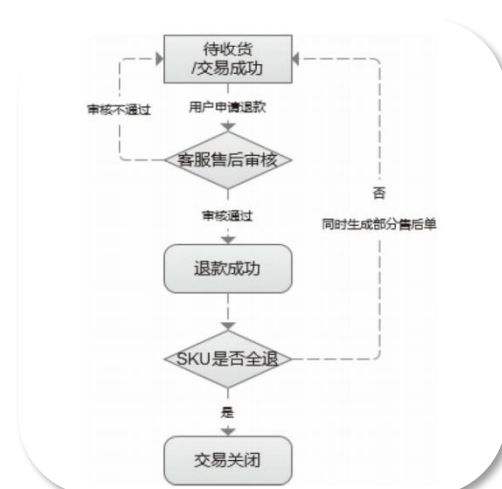 待收货
/交易成功
审核不通过
用户申请退款
客服售后审核
否
审核通过
同时生成部分售后单
退款成功
SKU是否全退
是
交易关闭